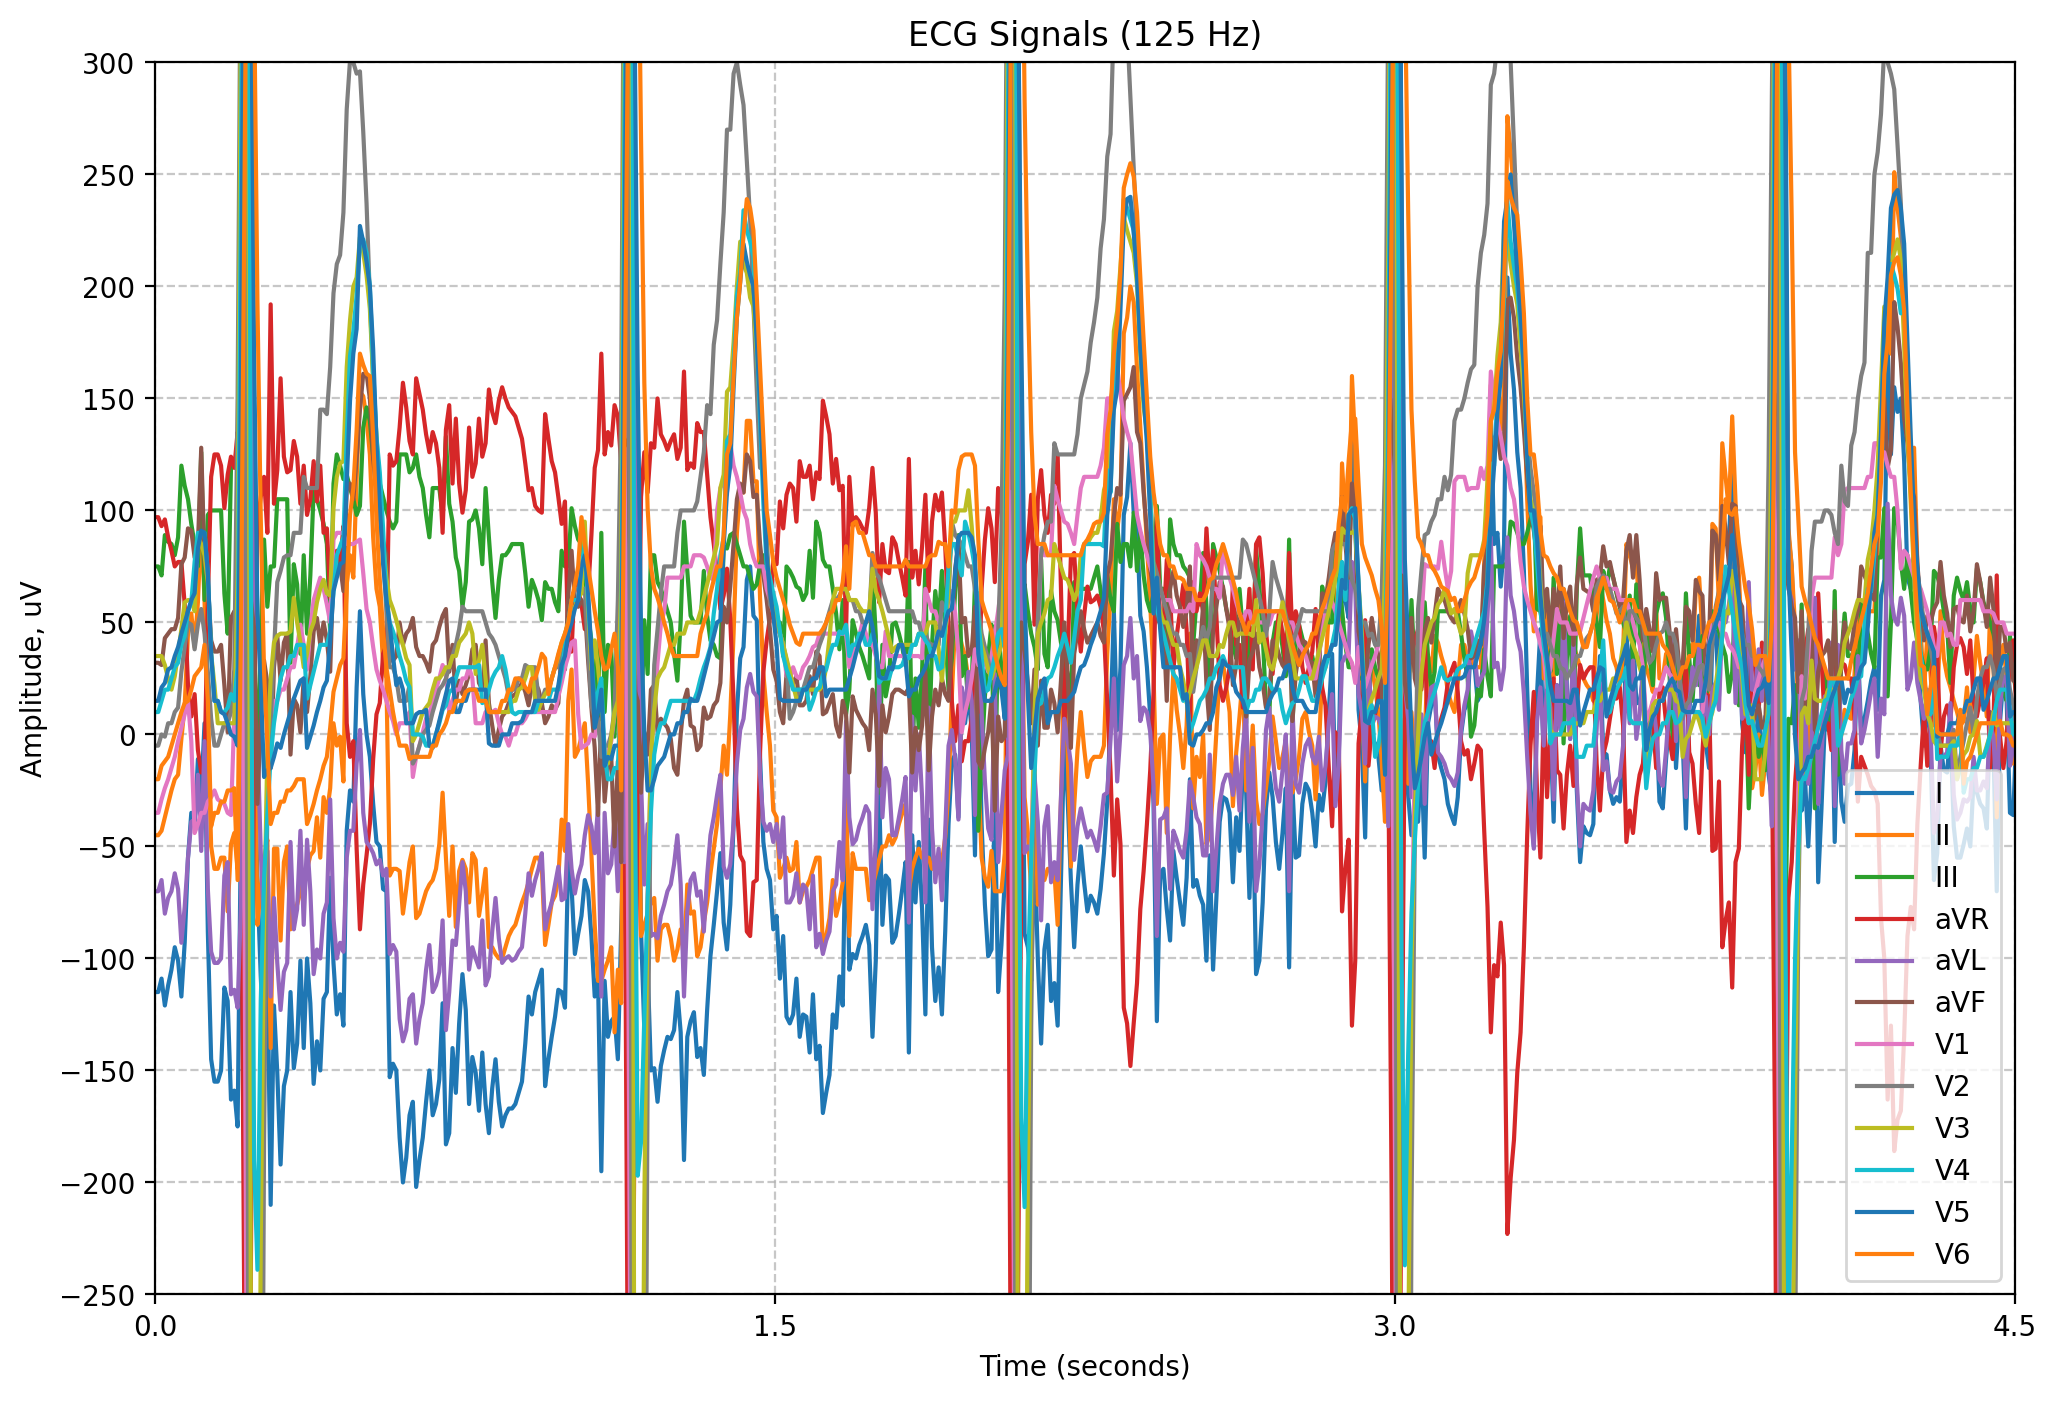 ECG Signals (125 Hz)
300
250
200
150
100
50
0
−50
−100
−150
−200
−250
Amplitude, uV
0.0
1.5
3.0
4.5
Time (seconds)
I
II
III
aVR
aVL
aVF
V1
V2
V3
V4
V5
V6